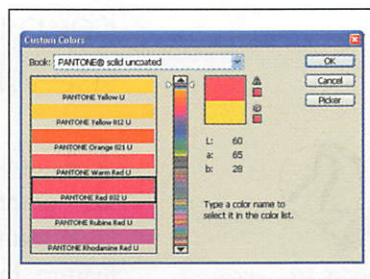 Custom Colors
Book: PANTONE® solid uncoated
OK
Cancel
Picker
PANTONE Yellow U
PANTONE Yellow 012 U
PANTONE Orange 021 U
PANTONE Warm Red U
PANTONE Red 032 U
PANTONE Rubine Red U
PANTONE Rhodamine Red U
L: 60
a: 65
b: 28
Type a color name to
select it in the color list.